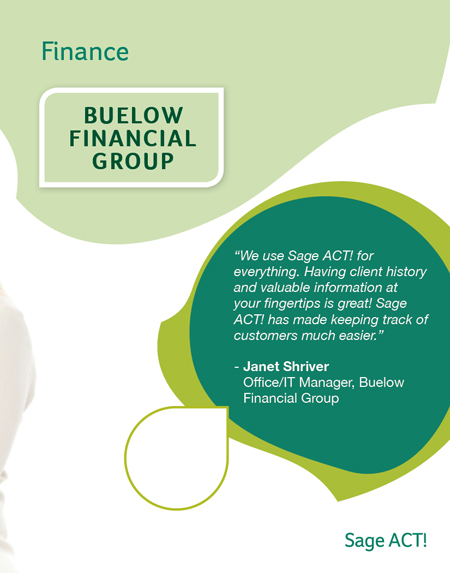 Finance
BUELOW
FINANCIAL
GROUP
“We use Sage ACT! for
everything. Having client history
and valuable information at
your fingertips is great! Sage
ACT! has made keeping track of
customers much easier.”
- Janet Shriver
Office/IT Manager, Buelow
Financial Group
Sage ACT!